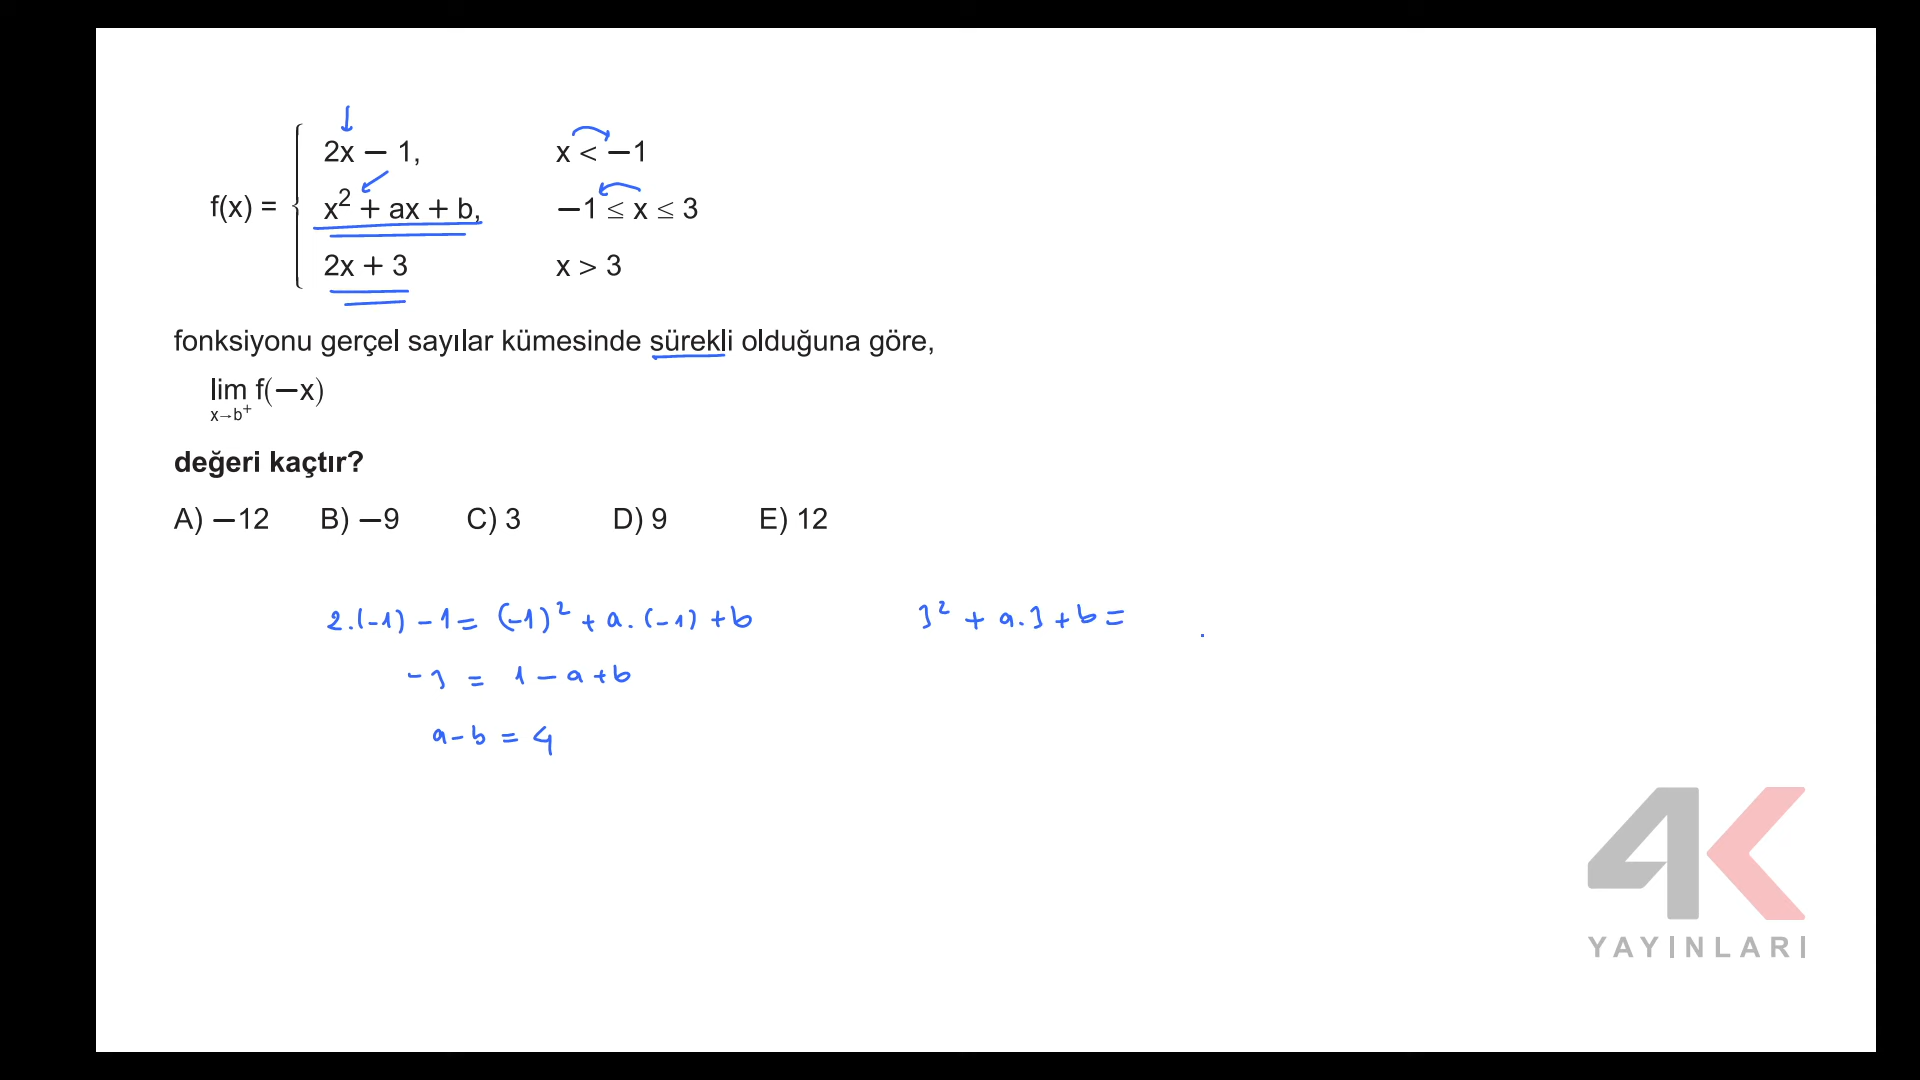 2x − 1, x < −1
f(x) = x² + ax + b, −1 ≤ x ≤ 3
2x + 3 x > 3
fonksiyonu gerçel sayılar kümesinde sürekli olduğuna göre,
lim f(−x)
x→b⁺
değeri kaçtır?
A) −12 B) −9 C) 3 D) 9 E) 12
2.(-1) - 1 = (-1)² + a.(-1) + b
3² + a.3 + b =
-3 = 1 - a + b
a - b = 4
4K
YAYINLARI